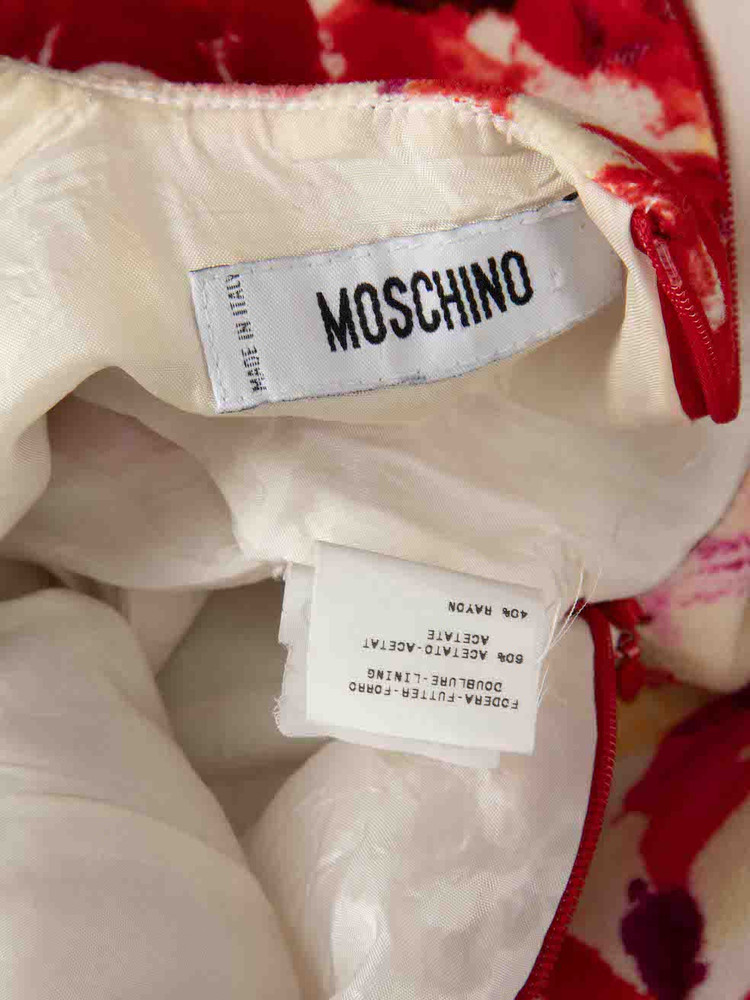 MOSCHINO
MADE IN ITALY
FODERA-FUTTER-FORRO
DOUBLURE-LINING
60% ACETATO-ACETAT
ACETATE
40% RAYON